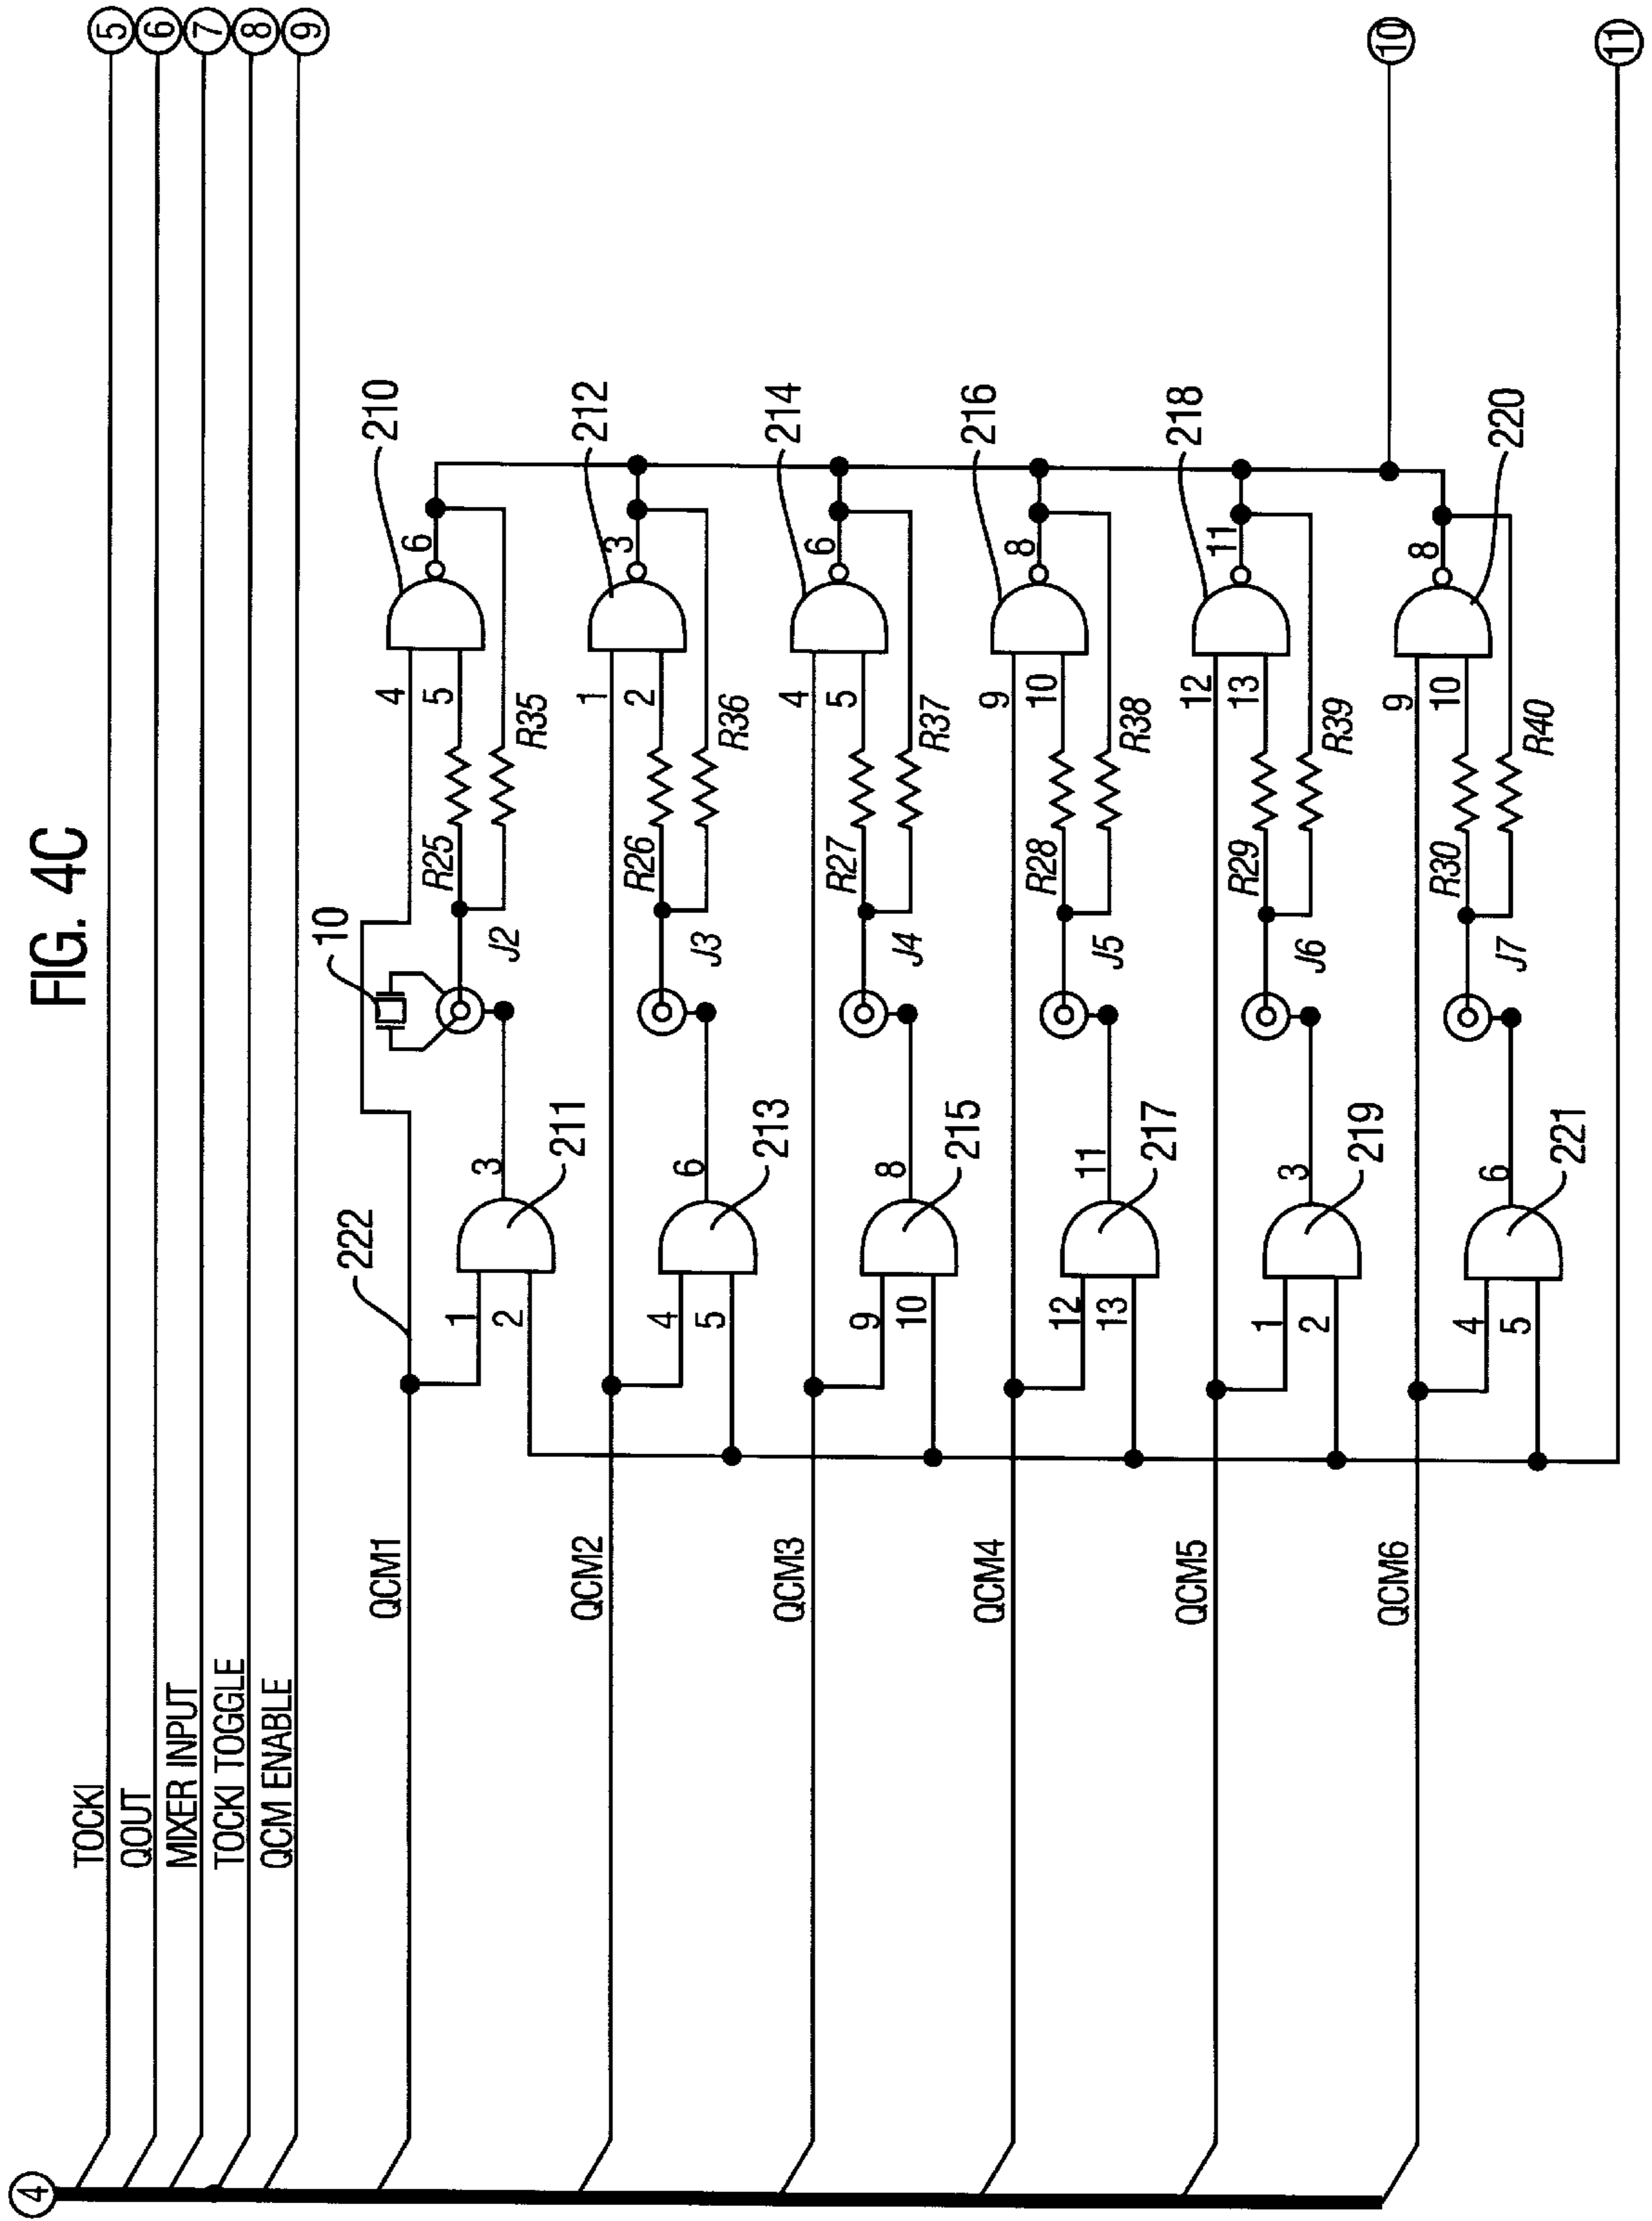 FIG. 4C
4
TOCKI
5
QOUT
6
MIXER INPUT
7
TOCKI TOGGLE
8
QCM ENABLE
9
QCM1
222
1
2
3
211
10
J2
R25
R35
4
5
6
210
QCM2
4
5
6
213
J3
R26
R36
1
2
3
212
QCM3
9
10
8
215
J4
R27
R37
4
5
6
214
QCM4
12
13
11
217
J5
R28
R38
9
10
8
216
QCM5
1
2
3
219
J6
R29
R39
12
13
11
218
QCM6
4
5
6
221
J7
R30
R40
9
10
8
220
10
11